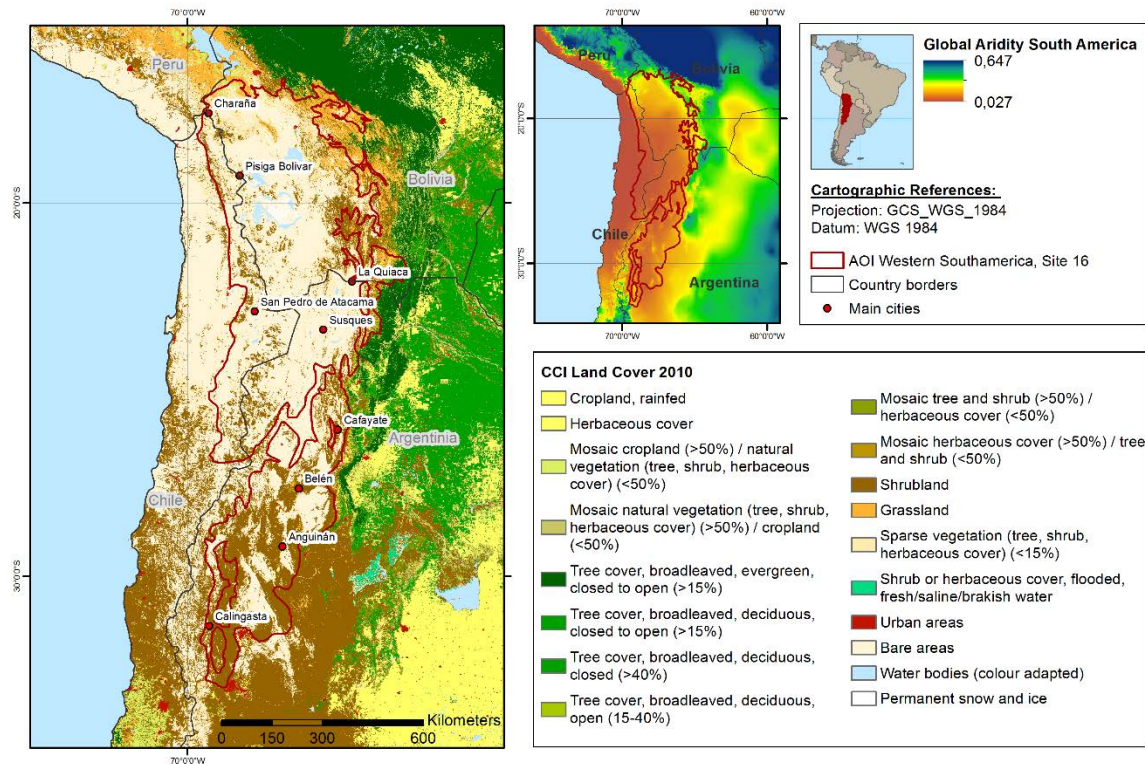 70°0'0"W
Peru
Charaña
Pisiga Bolivar
Bolivia
20°0'0"S
La Quiaca
San Pedro de Atacama
Susques
Cafayate
Argentinia
Belén
Chile
Anguinán
30°0'0"S
Calingasta
Kilometers
0 150 300 600
70°0'0"W
70°0'0"W 60°0'0"W
Peru
Bolivia
20°0'0"S
Chile
30°0'0"S
Argentina
70°0'0"W 60°0'0"W
Global Aridity South America
0,647
0,027
Cartographic References:
Projection: GCS_WGS_1984
Datum: WGS 1984
AOI Western Southamerica, Site 16
Country borders
Main cities
CCI Land Cover 2010
Cropland, rainfed
Herbaceous cover
Mosaic cropland (>50%) / natural
vegetation (tree, shrub, herbaceous
cover) (<50%)
Mosaic natural vegetation (tree, shrub,
herbaceous cover) (>50%) / cropland
(<50%)
Tree cover, broadleaved, evergreen,
closed to open (>15%)
Tree cover, broadleaved, deciduous,
closed to open (>15%)
Tree cover, broadleaved, deciduous,
closed (>40%)
Tree cover, broadleaved, deciduous,
open (15-40%)
Mosaic tree and shrub (>50%) /
herbaceous cover (<50%)
Mosaic herbaceous cover (>50%) / tree
and shrub (<50%)
Shrubland
Grassland
Sparse vegetation (tree, shrub,
herbaceous cover) (<15%)
Shrub or herbaceous cover, flooded,
fresh/saline/brakish water
Urban areas
Bare areas
Water bodies (colour adapted)
Permanent snow and ice